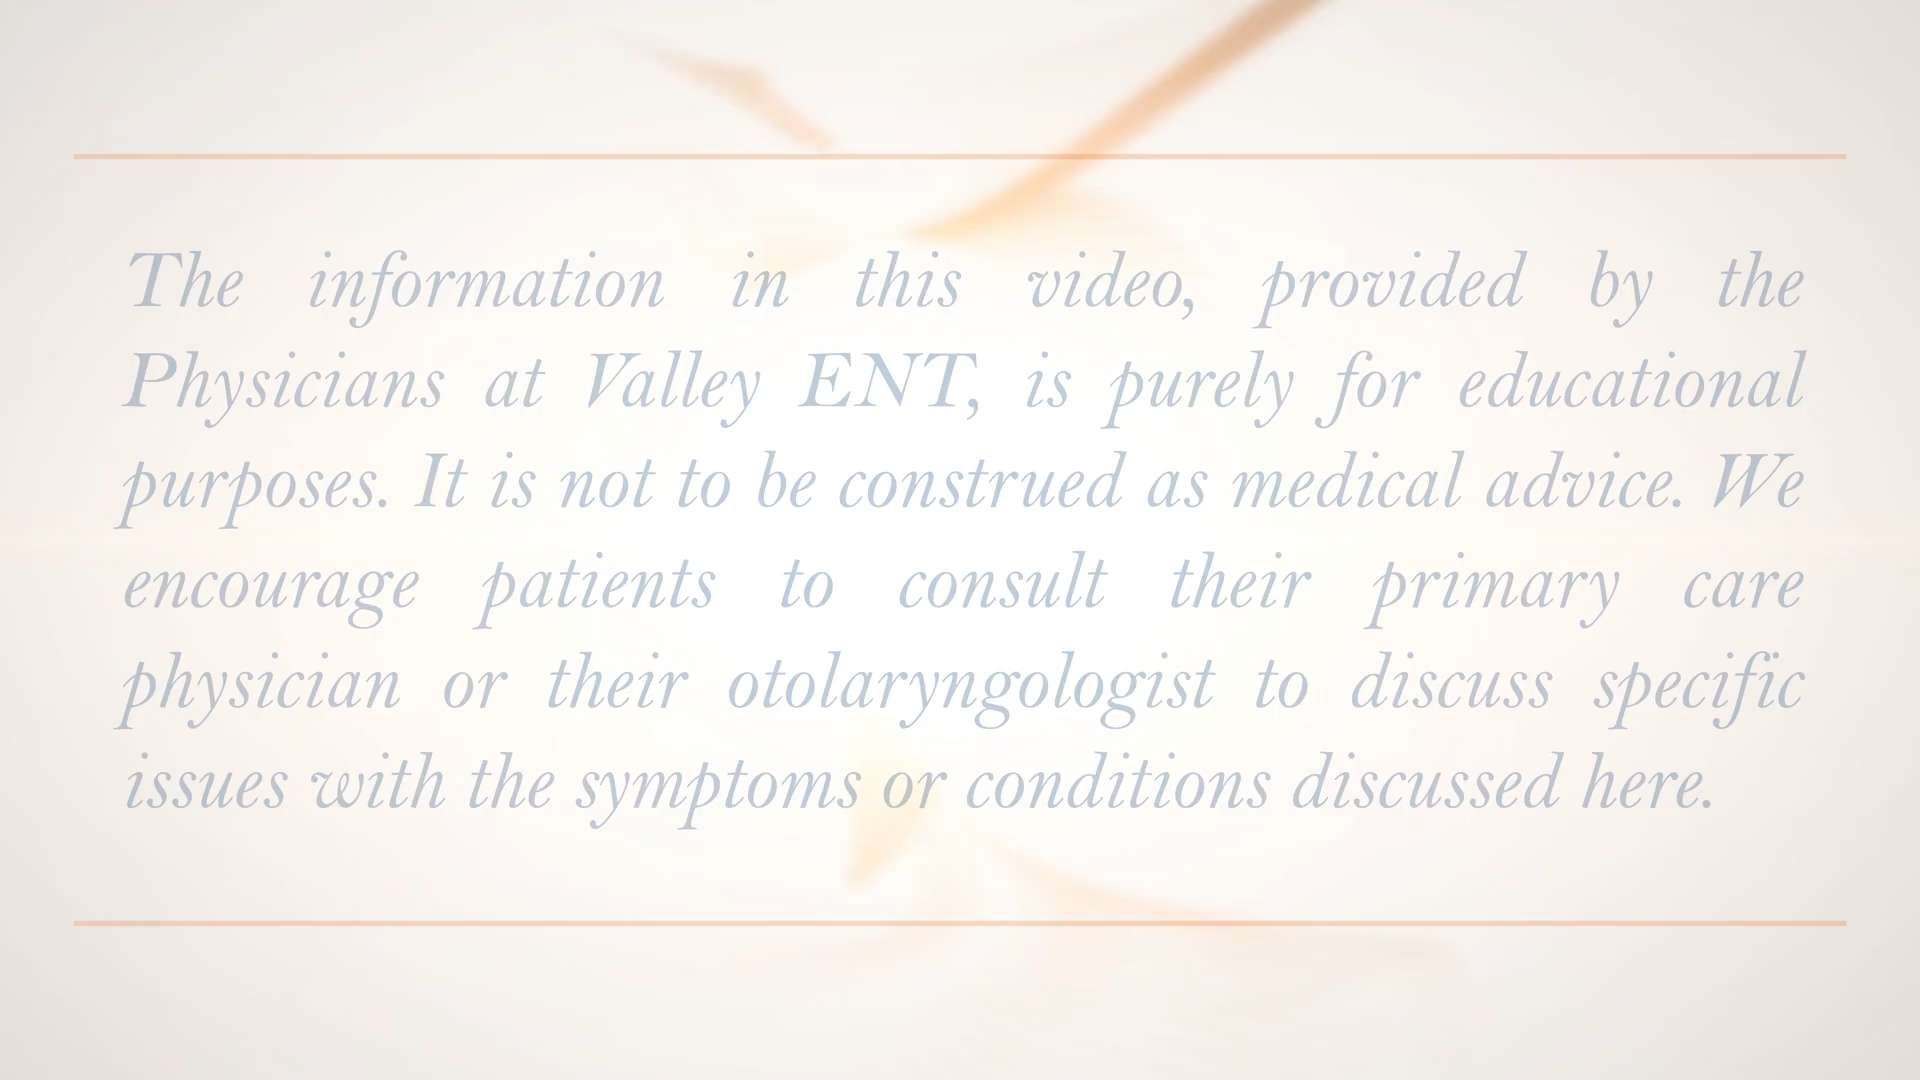 The information in this video, provided by the
Physicians at Valley ENT, is purely for educational
purposes. It is not to be construed as medical advice. We
encourage patients to consult their primary care
physician or their otolaryngologist to discuss specific
issues with the symptoms or conditions discussed here.